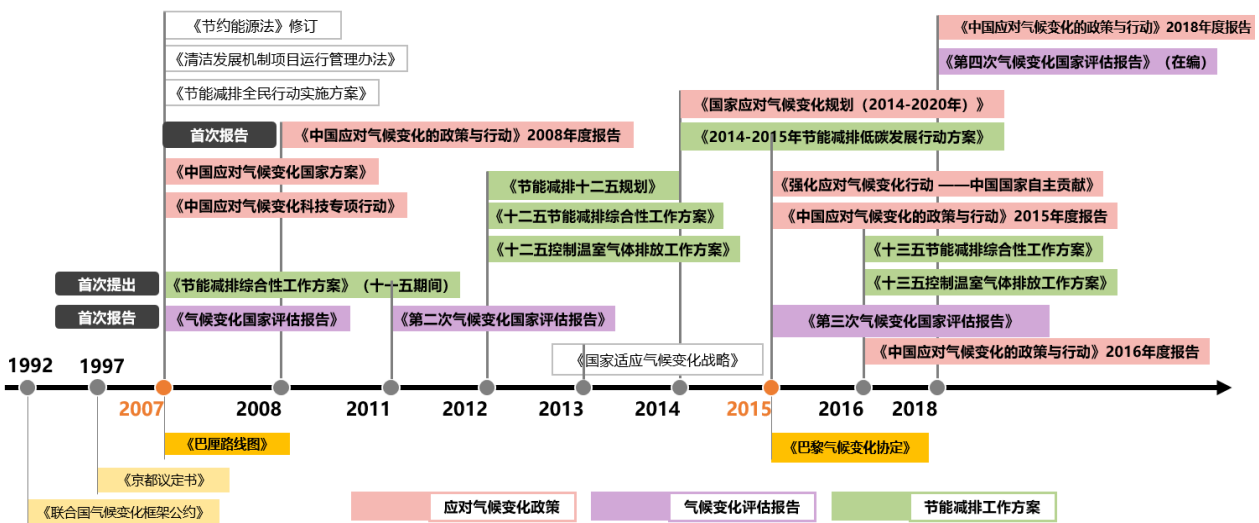 《节约能源法》修订
《中国应对气候变化的政策与行动》2018年度报告
《清洁发展机制项目运行管理办法》
《第四次气候变化国家评估报告》（在编）
《节能减排全民行动实施方案》
《国家应对气候变化规划（2014-2020年）》
首次报告
《中国应对气候变化的政策与行动》2008年度报告
《2014-2015年节能减排低碳发展行动方案》
《中国应对气候变化国家方案》
《节能减排十二五规划》
《强化应对气候变化行动 ——中国国家自主贡献》
《中国应对气候变化科技专项行动》
《十二五节能减排综合性工作方案》
《中国应对气候变化的政策与行动》2015年度报告
《十二五控制温室气体排放工作方案》
《十三五节能减排综合性工作方案》
首次提出
《节能减排综合性工作方案》（十一五期间）
《十三五控制温室气体排放工作方案》
首次报告
《气候变化国家评估报告》
《第二次气候变化国家评估报告》
《第三次气候变化国家评估报告》
《国家适应气候变化战略》
《中国应对气候变化的政策与行动》2016年度报告
1992
1997
2007
2008
2011
2012
2013
2014
2015
2016
2018
《巴厘路线图》
《巴黎气候变化协定》
《京都议定书》
《联合国气候变化框架公约》
应对气候变化政策
气候变化评估报告
节能减排工作方案